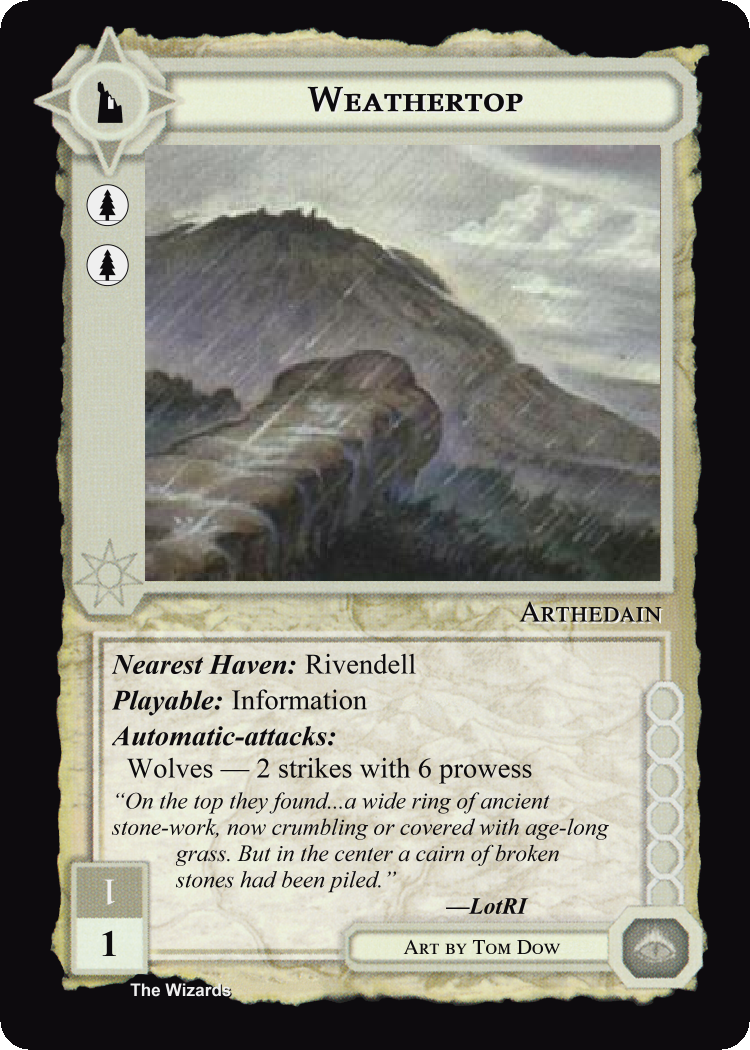 Weathertop
Arthedain
Nearest Haven: Rivendell
Playable: Information
Automatic-attacks:
Wolves — 2 strikes with 6 prowess
“On the top they found...a wide ring of ancient
stone-work, now crumbling or covered with age-long
grass. But in the center a cairn of broken
stones had been piled.”
—LotRI
1
1
Art by Tom Dow
The Wizards